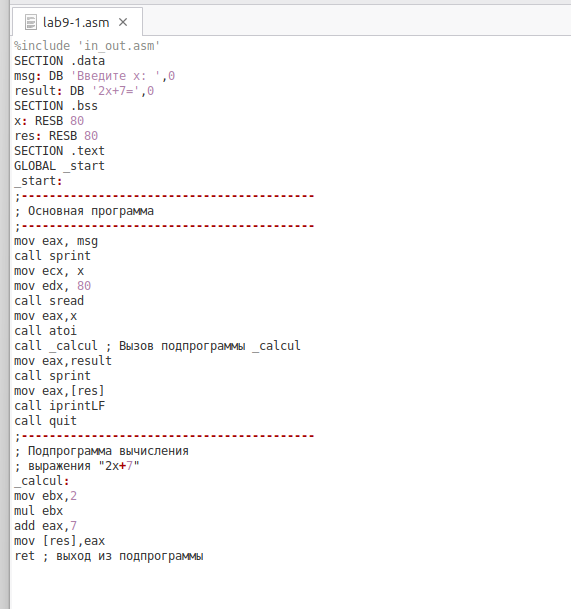 lab9-1.asm ×
%include 'in_out.asm'
SECTION .data
msg: DB 'Введите x: ',0
result: DB '2x+7=',0
SECTION .bss
x: RESB 80
res: RESB 80
SECTION .text
GLOBAL _start
_start:
;------------------------------------------
; Основная программа
;------------------------------------------
mov eax, msg
call sprint
mov ecx, x
mov edx, 80
call sread
mov eax,x
call atoi
call _calcul ; Вызов подпрограммы _calcul
mov eax,result
call sprint
mov eax,[res]
call iprintLF
call quit
;------------------------------------------
; Подпрограмма вычисления
; выражения "2x+7"
_calcul:
mov ebx,2
mul ebx
add eax,7
mov [res],eax
ret ; выход из подпрограммы